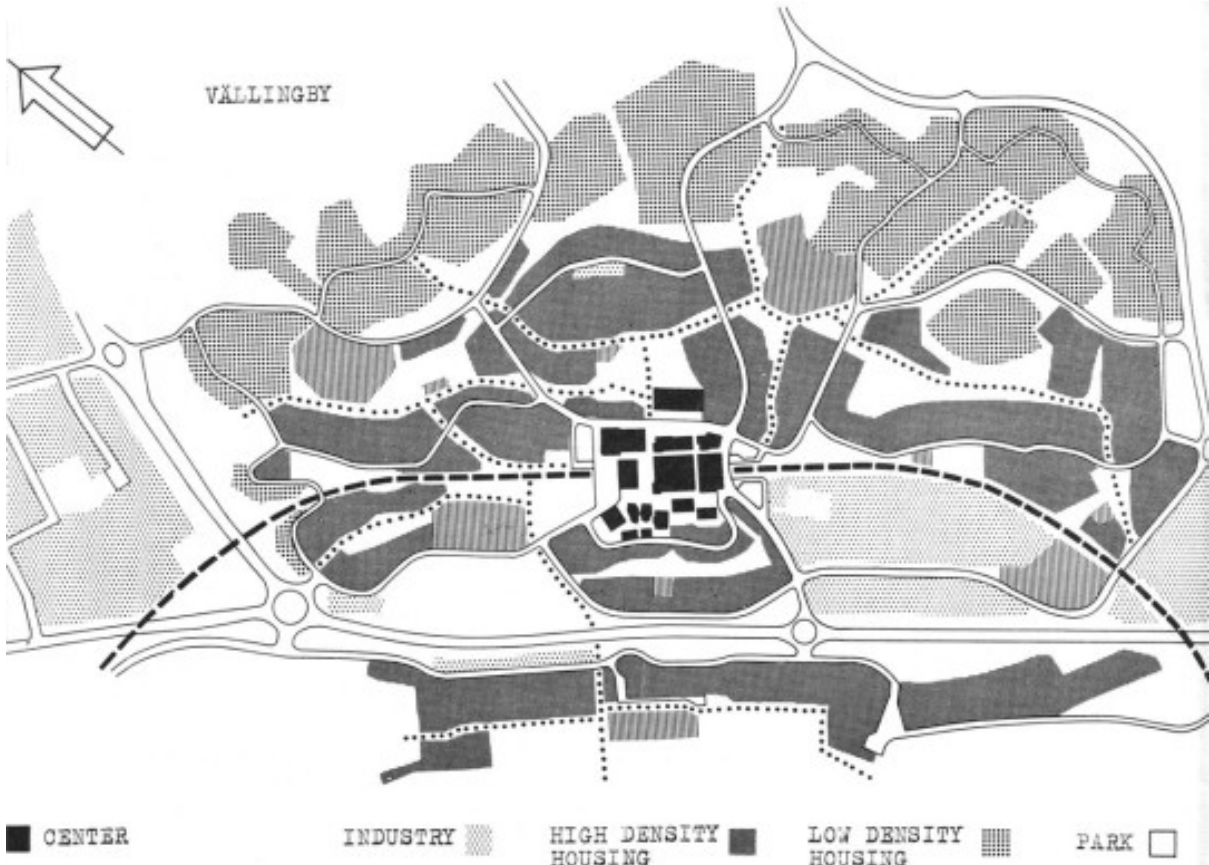 VÄLLINGBY
CENTER
INDUSTRY
HIGH DENSITY
HOUSING
LOW DENSITY
HOUSING
PARK